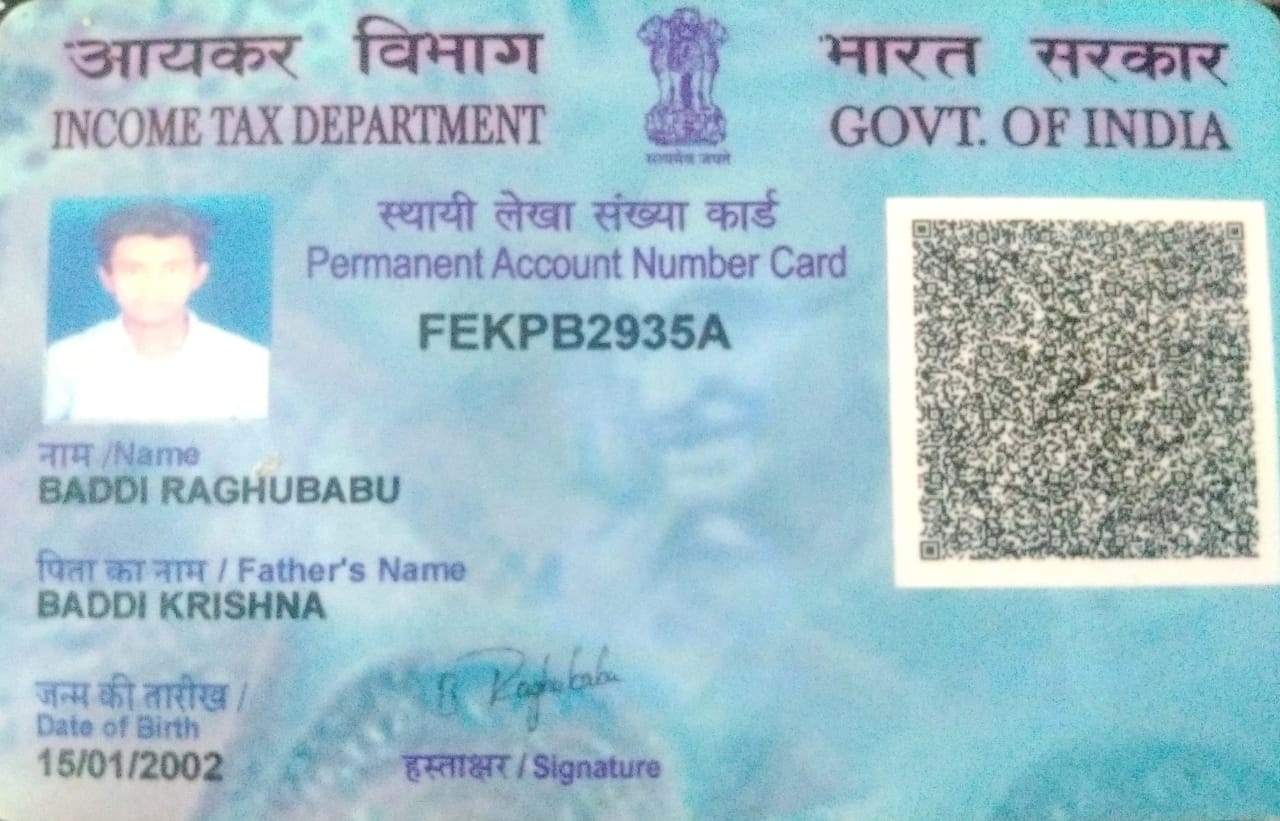 आयकर विभाग
INCOME TAX DEPARTMENT
सत्यमेव जयते
भारत सरकार
GOVT. OF INDIA
स्थायी लेखा संख्या कार्ड
Permanent Account Number Card
FEKPB2935A
नाम /Name
BADDI RAGHUBABU
पिता का नाम / Father's Name
BADDI KRISHNA
जन्म की तारीख /
Date of Birth
15/01/2002
B Raghubabu
हस्ताक्षर / Signature